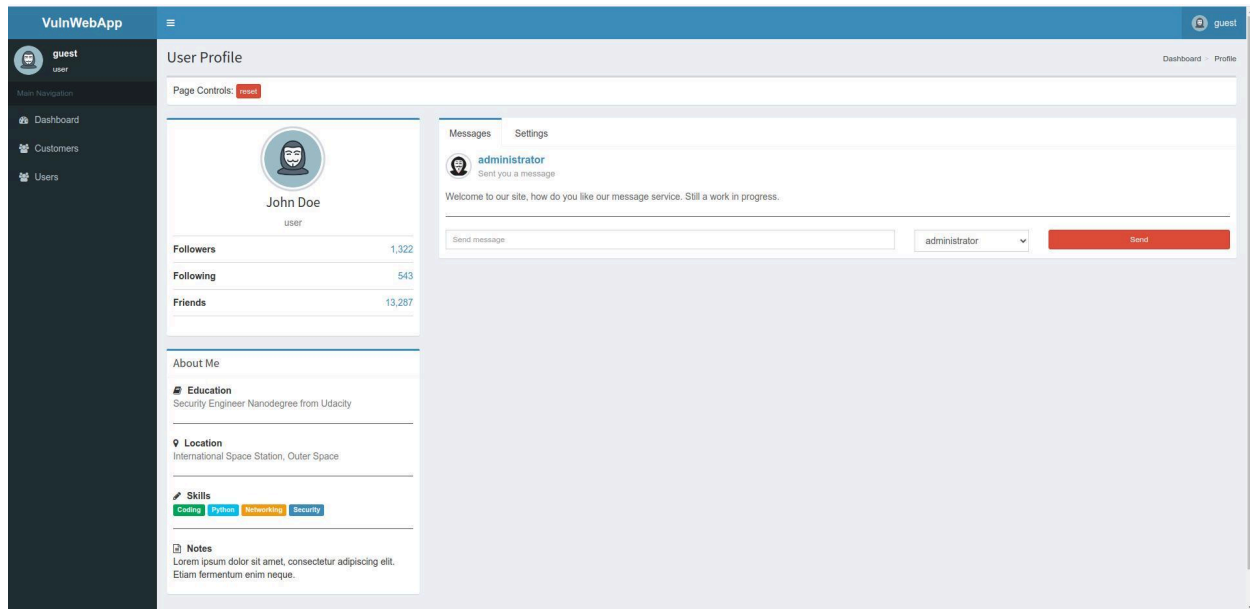 VulnWebApp
guest
guest
user
Main Navigation
Dashboard
Customers
Users
User Profile
Dashboard > Profile
Page Controls: reset
John Doe
user
Followers 1,322
Following 543
Friends 13,287
About Me
Education
Security Engineer Nanodegree from Udacity
Location
International Space Station, Outer Space
Skills
Coding Python Networking Security
Notes
Lorem ipsum dolor sit amet, consectetur adipiscing elit.
Etiam fermentum enim neque.
Messages Settings
administrator
Sent you a message
Welcome to our site, how do you like our message service. Still a work in progress.
Send message administrator Send